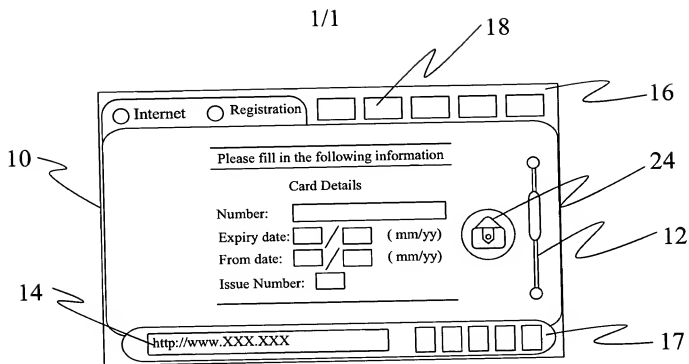 1/1
18
16
Internet Registration
10
Please fill in the following information
24
Card Details
Number:
12
Expiry date: / (mm/yy)
From date: / (mm/yy)
Issue Number:
14
http://www.XXX.XXX
17